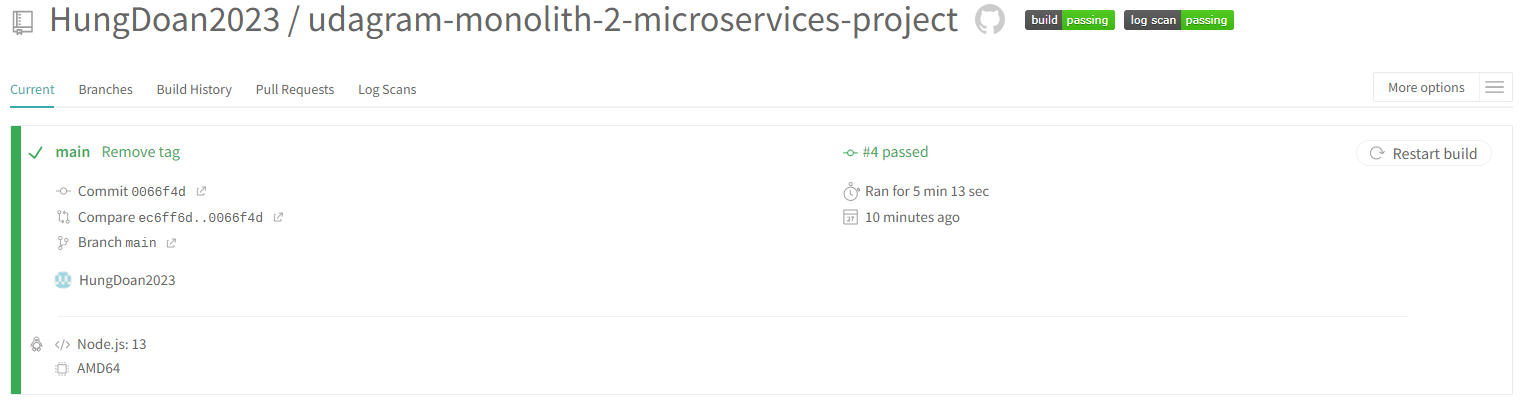 HungDoan2023 / udagram-monolith-2-microservices-project build passing log scan passing
Current Branches Build History Pull Requests Log Scans More options
main Remove tag #4 passed Restart build
Commit 0066f4d Ran for 5 min 13 sec
Compare ec6ff6d..0066f4d 27 10 minutes ago
Branch main
HungDoan2023
</> Node.js: 13
AMD64